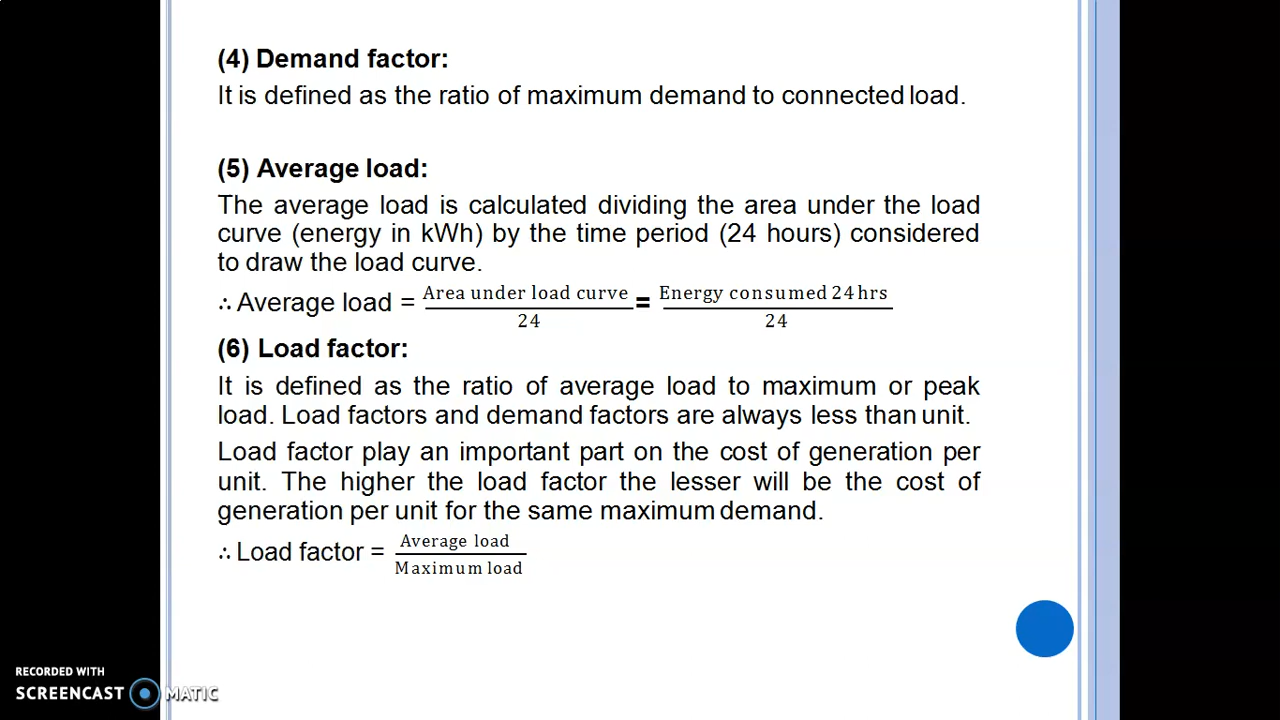 (4) Demand factor:
It is defined as the ratio of maximum demand to connected load.
(5) Average load:
The average load is calculated dividing the area under the load
curve (energy in kWh) by the time period (24 hours) considered
to draw the load curve.
∴ Average load = Area under load curve / 24 = Energy consumed 24 hrs / 24
(6) Load factor:
It is defined as the ratio of average load to maximum or peak
load. Load factors and demand factors are always less than unit.
Load factor play an important part on the cost of generation per
unit. The higher the load factor the lesser will be the cost of
generation per unit for the same maximum demand.
∴ Load factor = Average load / Maximum load
RECORDED WITH
SCREENCAST MATIC